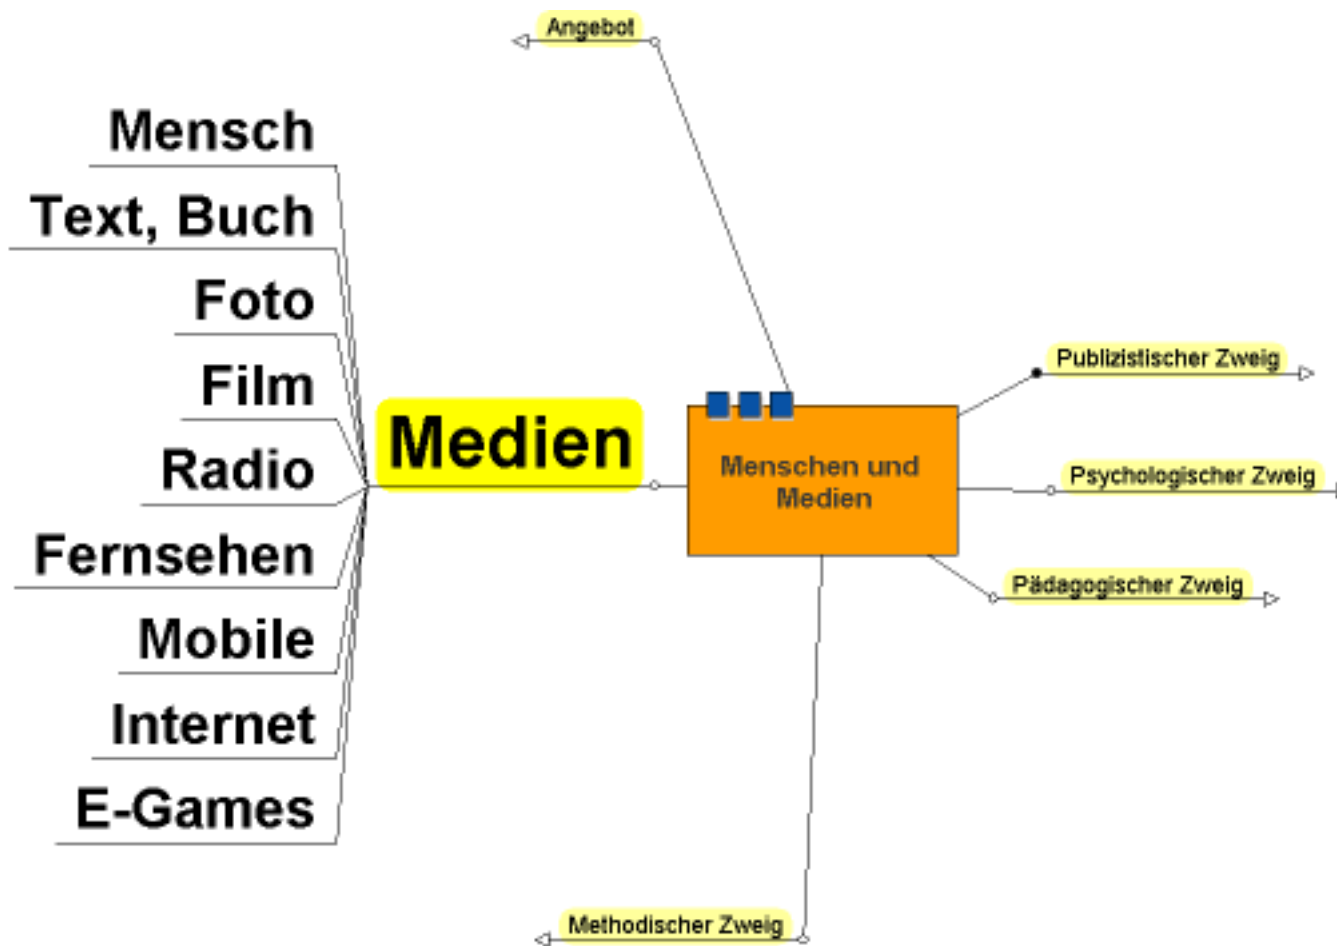 Angebot
Mensch
Text, Buch
Foto
Film
Radio
Fernsehen
Mobile
Internet
E-Games
Medien
Menschen und
Medien
Publizistischer Zweig
Psychologischer Zweig
Pädagogischer Zweig
Methodischer Zweig